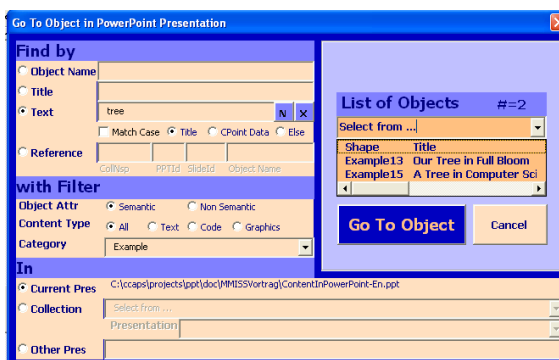 Go To Object in PowerPoint Presentation
Find by
Object Name
Title
Text tree N X
Match Case Title CPoint Data Else
Reference
CollNsp PPTId SlideId Object Name
with Filter
Object Attr Semantic Non Semantic
Content Type All Text Code Graphics
Category Example
In
Current Pres C:\ccaps\projects\ppt\doc\MMISSVortrag\ContentInPowerPoint-En.ppt
Collection Select from ...
Presentation
Other Pres
List of Objects #=2
Select from ...
Shape Title
Example13 Our Tree in Full Bloom
Example15 A Tree in Computer Sci
Go To Object Cancel